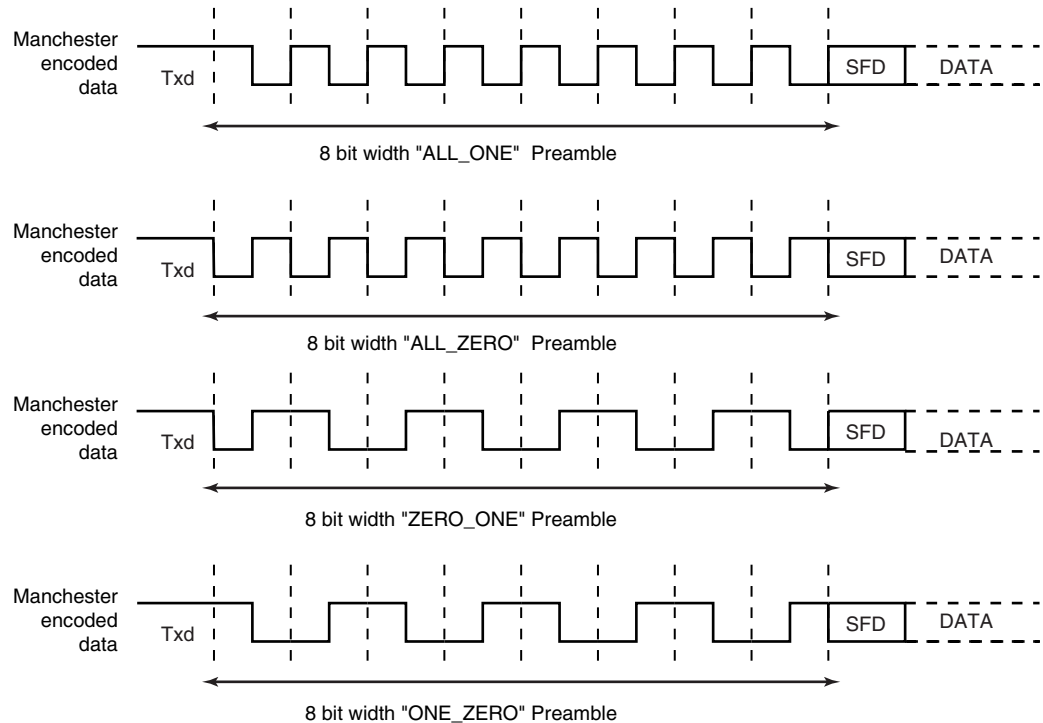 Manchester
encoded
data
Txd
SFD
DATA
8 bit width "ALL_ONE" Preamble
Manchester
encoded
data
Txd
SFD
DATA
8 bit width "ALL_ZERO" Preamble
Manchester
encoded
data
Txd
SFD
DATA
8 bit width "ZERO_ONE" Preamble
Manchester
encoded
data
Txd
SFD
DATA
8 bit width "ONE_ZERO" Preamble